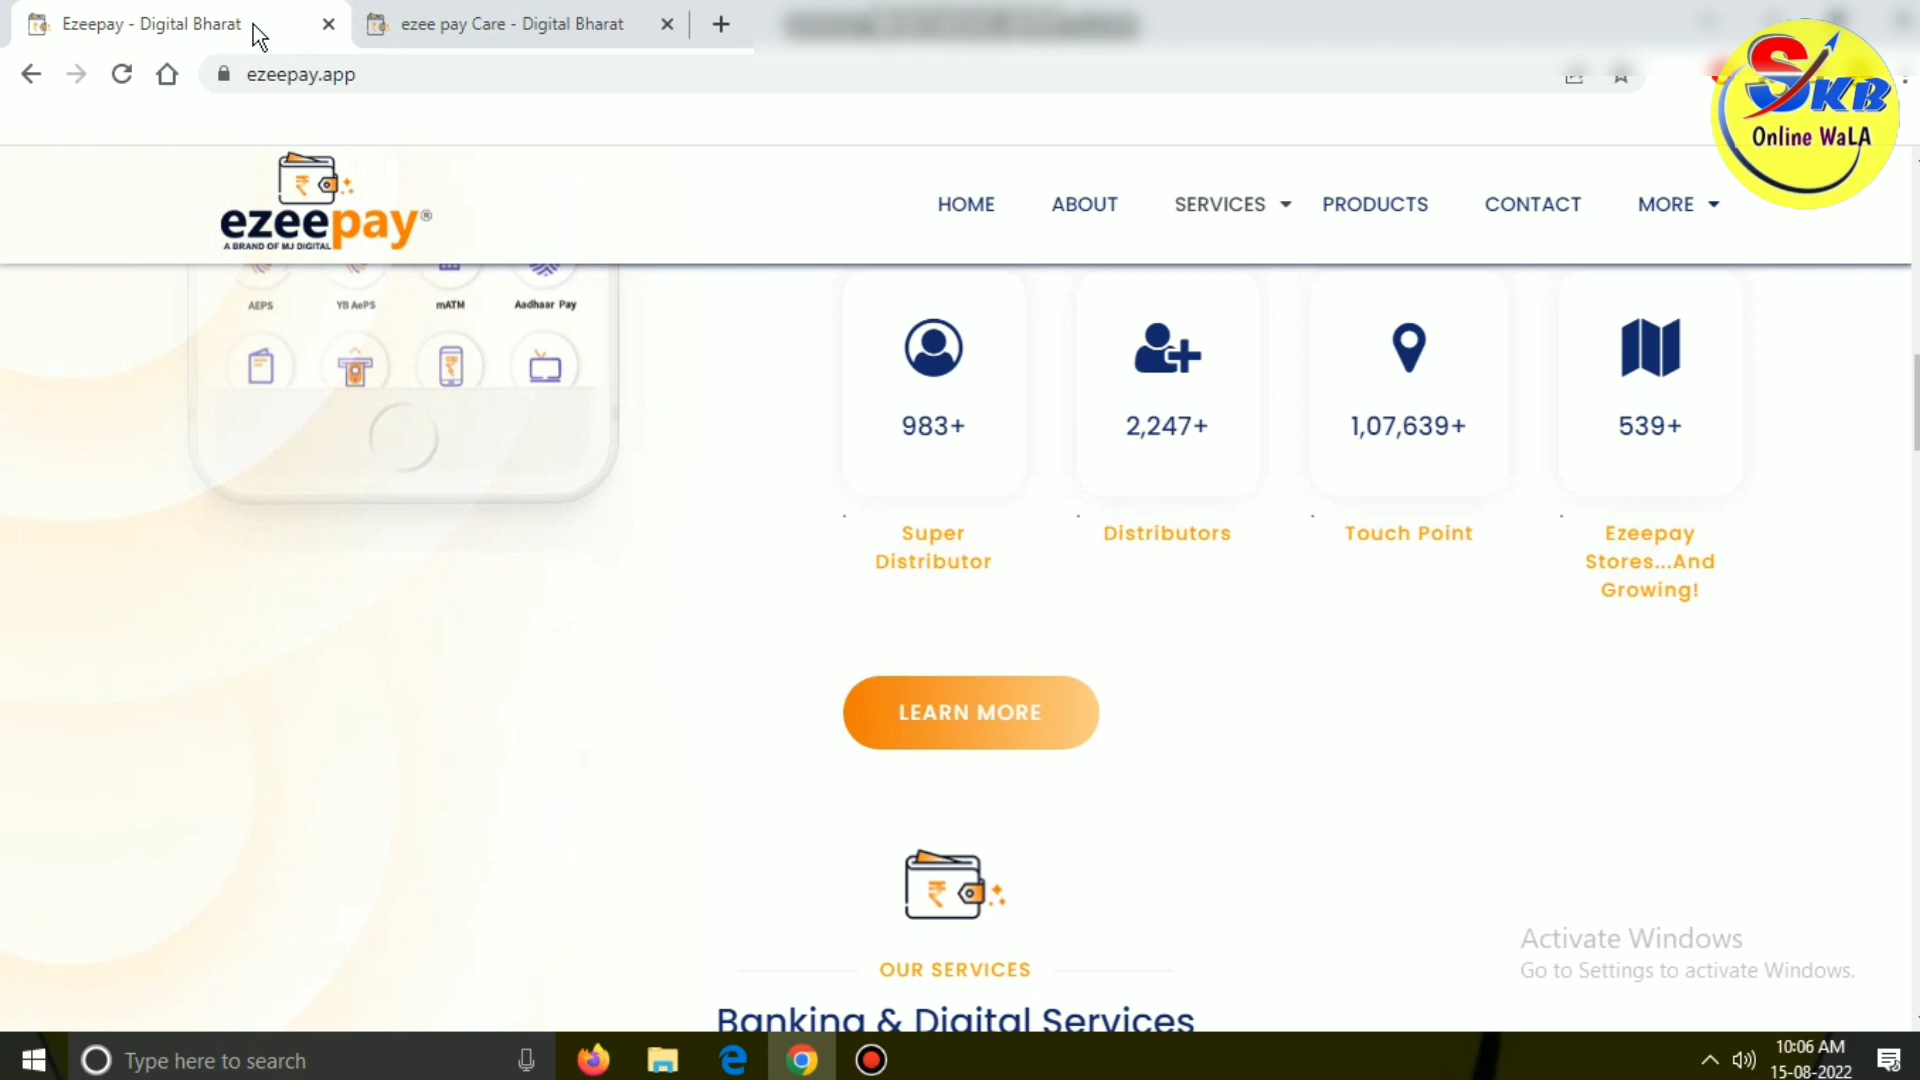 Ezeepay - Digital Bharat
ezee pay Care - Digital Bharat
ezeepay.app
SKB
Online WaLA
ezeepay®
A BRAND OF MJ DIGITAL
HOME
ABOUT
SERVICES
PRODUCTS
CONTACT
MORE
AEPS
YB AePS
mATM
Aadhaar Pay
983+
2,247+
1,07,639+
539+
Super
Distributor
Distributors
Touch Point
Ezeepay
Stores...And
Growing!
LEARN MORE
OUR SERVICES
Banking & Digital Services
Activate Windows
Go to Settings to activate Windows.
Type here to search
10:06 AM
15-08-2022